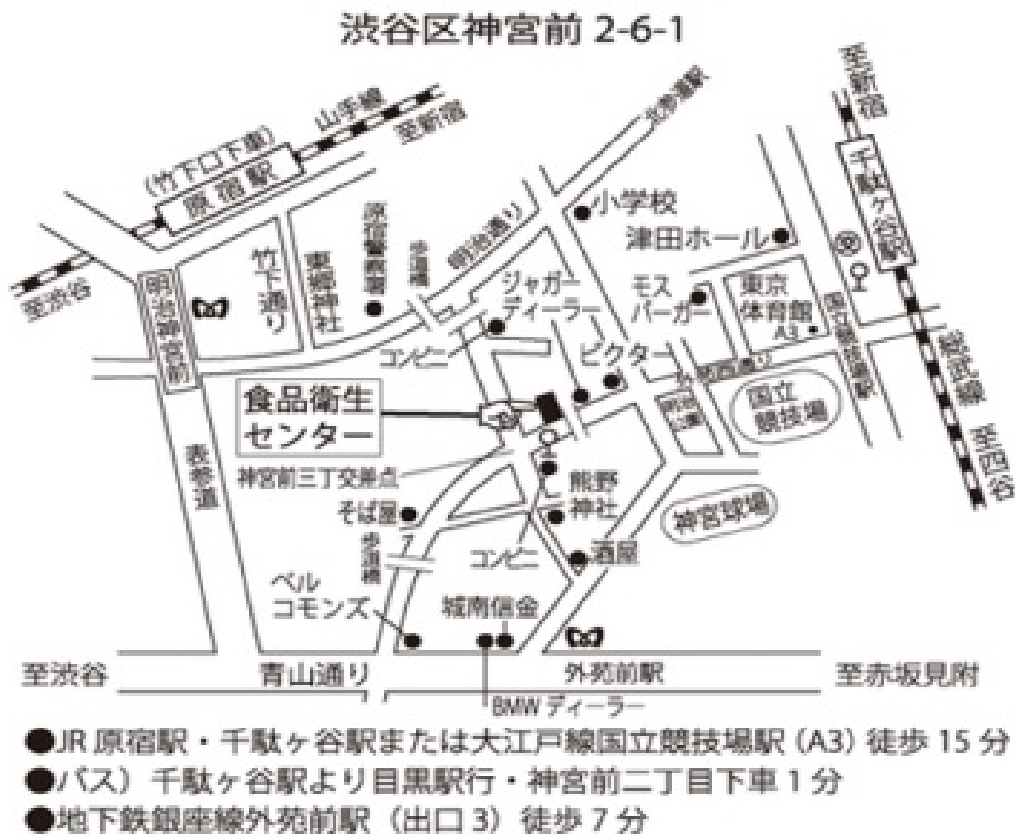 渋谷区神宮前 2-6-1
至新宿
北参道駅
山手線
至新宿
(竹下口下車)
原宿駅
千駄ヶ谷駅
小学校
津田ホール
明治通り
歩道橋
原宿警察署
東郷神社
竹下通り
至渋谷
明治神宮前
ジャガー
ディーラー
モス
バーガー
東京
体育館
A3
国立競技場駅
コンビニ
ビクター
国立
競技場
総武線
至四谷
食品衛生
センター
表参道
神宮前三丁交差点
熊野
神社
神宮球場
そば屋
歩道橋
コンビニ
酒屋
ベル
コモンズ
城南信金
至渋谷
青山通り
外苑前駅
至赤坂見附
BMW ディーラー
●JR 原宿駅・千駄ヶ谷駅または大江戸線国立競技場駅 (A3) 徒歩 15 分
●バス）千駄ヶ谷駅より目黒駅行・神宮前二丁目下車 1 分
●地下鉄銀座線外苑前駅（出口 3）徒歩 7 分